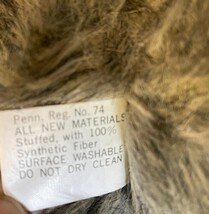 Penn. Reg. No. 74
ALL NEW MATERIALS
Stuffed, with 100%
Synthetic Fiber
SURFACE WASHABLE
DO NOT DRY CLEAN